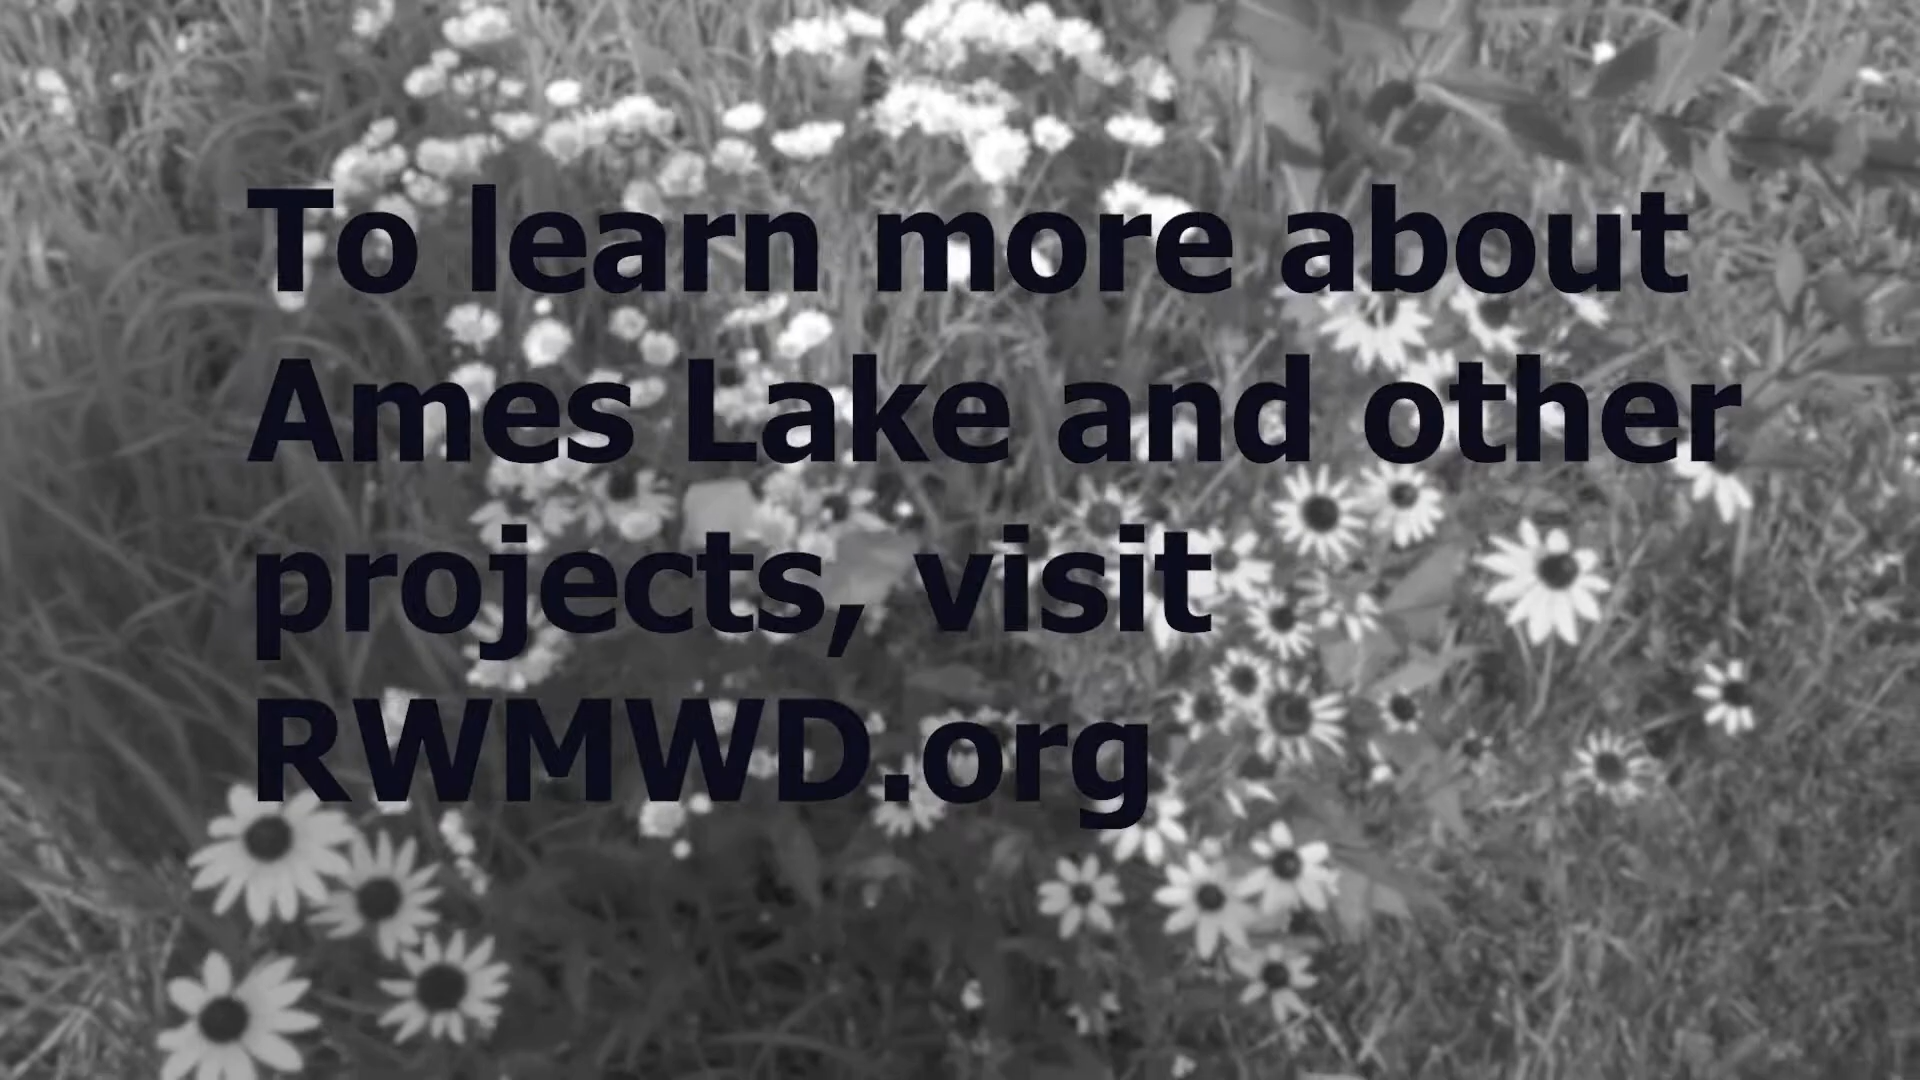 To learn more about
Ames Lake and other
projects, visit
RWMWD.org